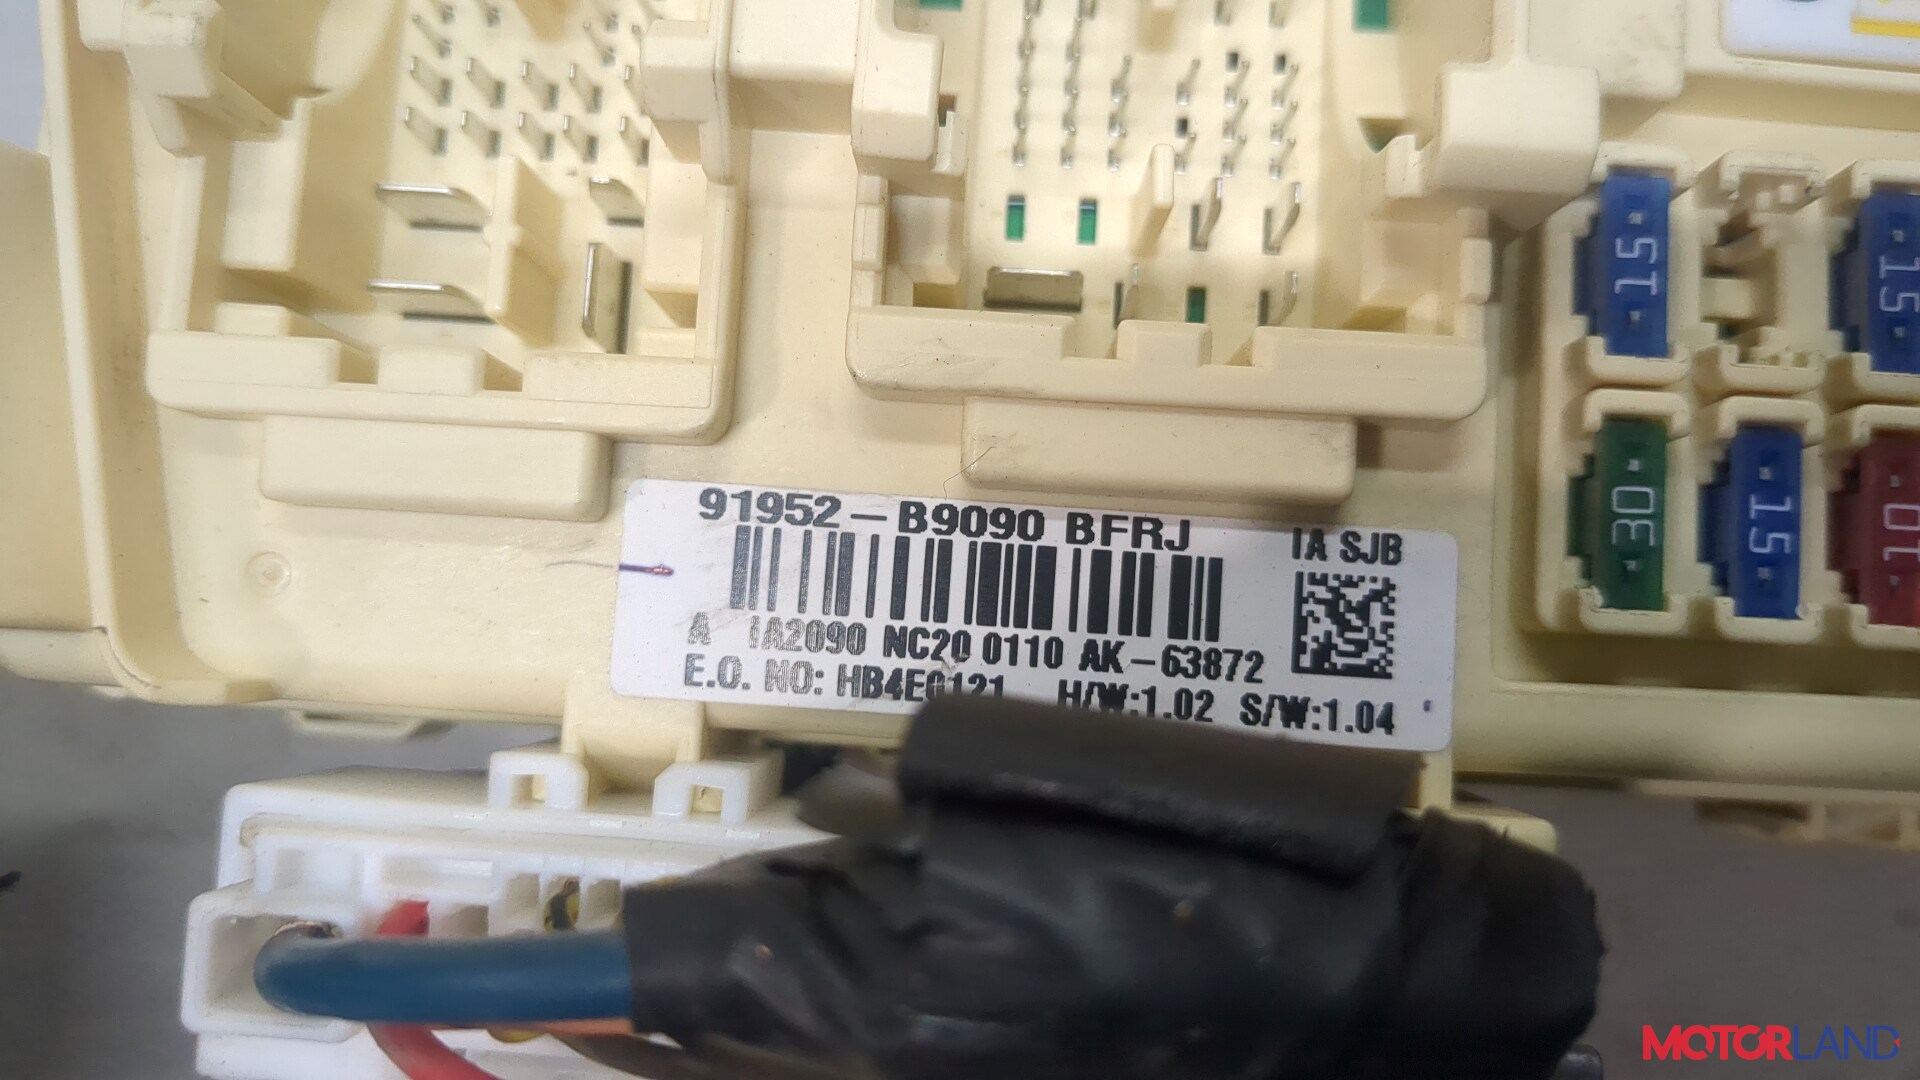 91952-B9090 BFRJ
IA SJB
A IA2090 NC20 0110 AK-63872
E.O. NO: HB4E0121 H/W:1.02 S/W:1.04
15
15
30
15
10
MOTORLAND